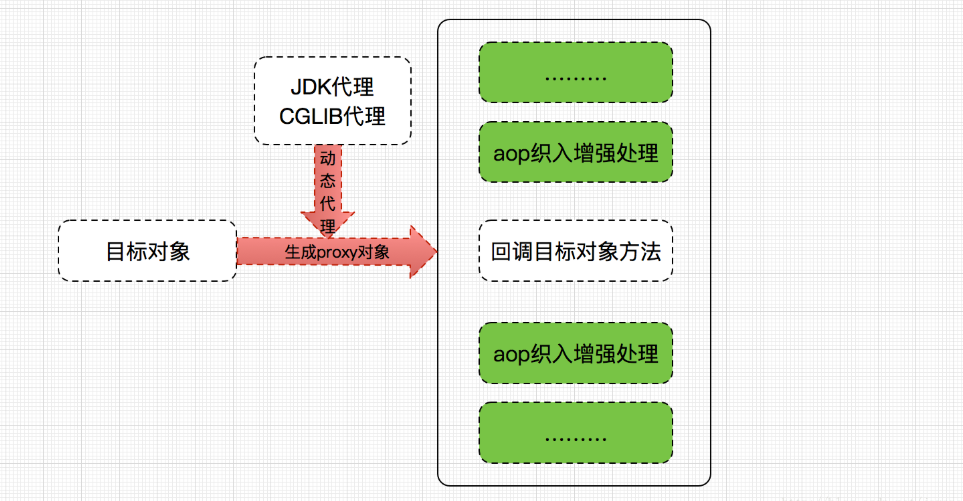 ………
JDK代理
CGLIB代理
动态代理
aop织入增强处理
目标对象
生成proxy对象
回调目标对象方法
aop织入增强处理
………